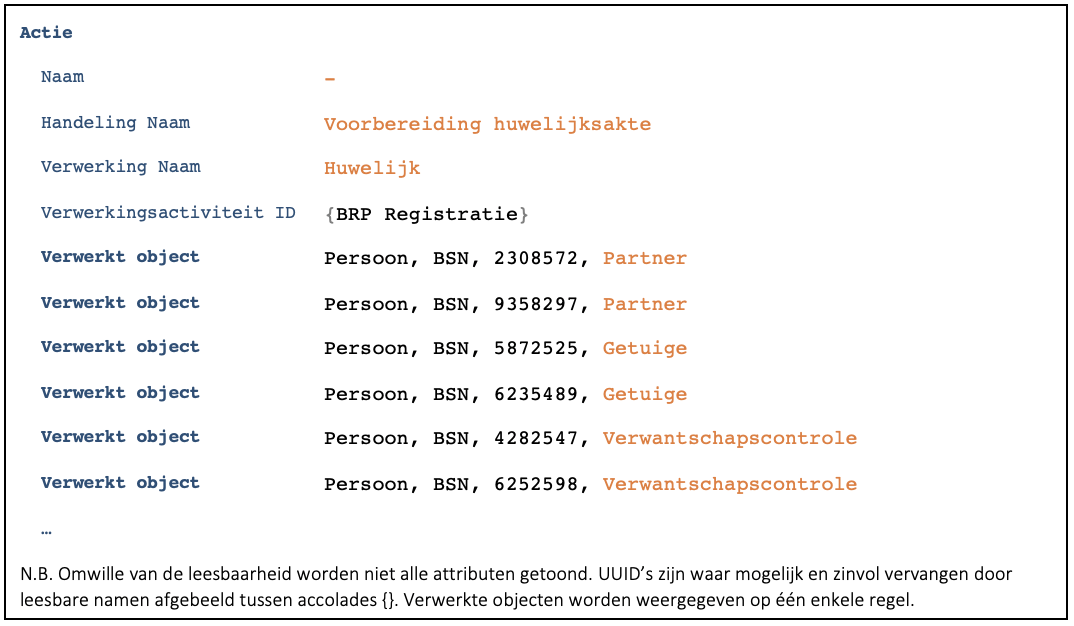 Actie
Naam –
Handeling Naam Voorbereiding huwelijksakte
Verwerking Naam Huwelijk
Verwerkingsactiviteit ID {BRP Registratie}
Verwerkt object Persoon, BSN, 2308572, Partner
Verwerkt object Persoon, BSN, 9358297, Partner
Verwerkt object Persoon, BSN, 5872525, Getuige
Verwerkt object Persoon, BSN, 6235489, Getuige
Verwerkt object Persoon, BSN, 4282547, Verwantschapscontrole
Verwerkt object Persoon, BSN, 6252598, Verwantschapscontrole
…
N.B. Omwille van de leesbaarheid worden niet alle attributen getoond. UUID’s zijn waar mogelijk en zinvol vervangen door
leesbare namen afgebeeld tussen accolades {}. Verwerkte objecten worden weergegeven op één enkele regel.